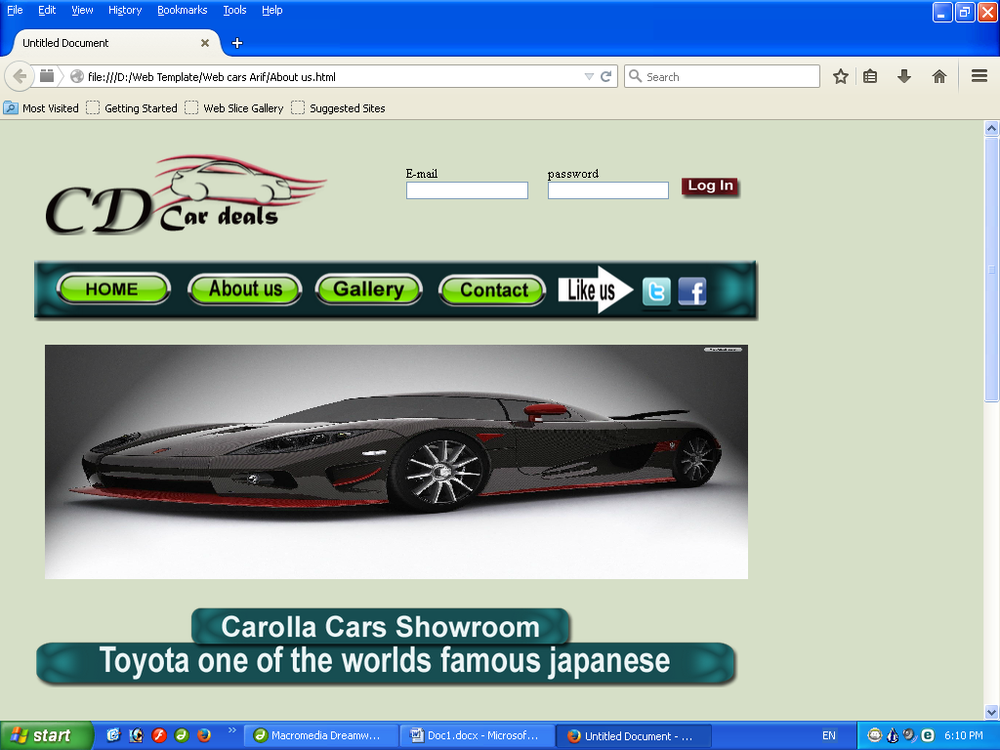 File Edit View History Bookmarks Tools Help
Untitled Document
file:///D:/Web Template/Web cars Arif/About us.html
Search
Most Visited Getting Started Web Slice Gallery Suggested Sites
E-mail password
Log In
CD Car deals
HOME About us Gallery Contact Like us
Carolla Cars Showroom
Toyota one of the worlds famous japanese
start Macromedia Dreamw... Doc1.docx - Microsof... Untitled Document - ... EN 6:10 PM